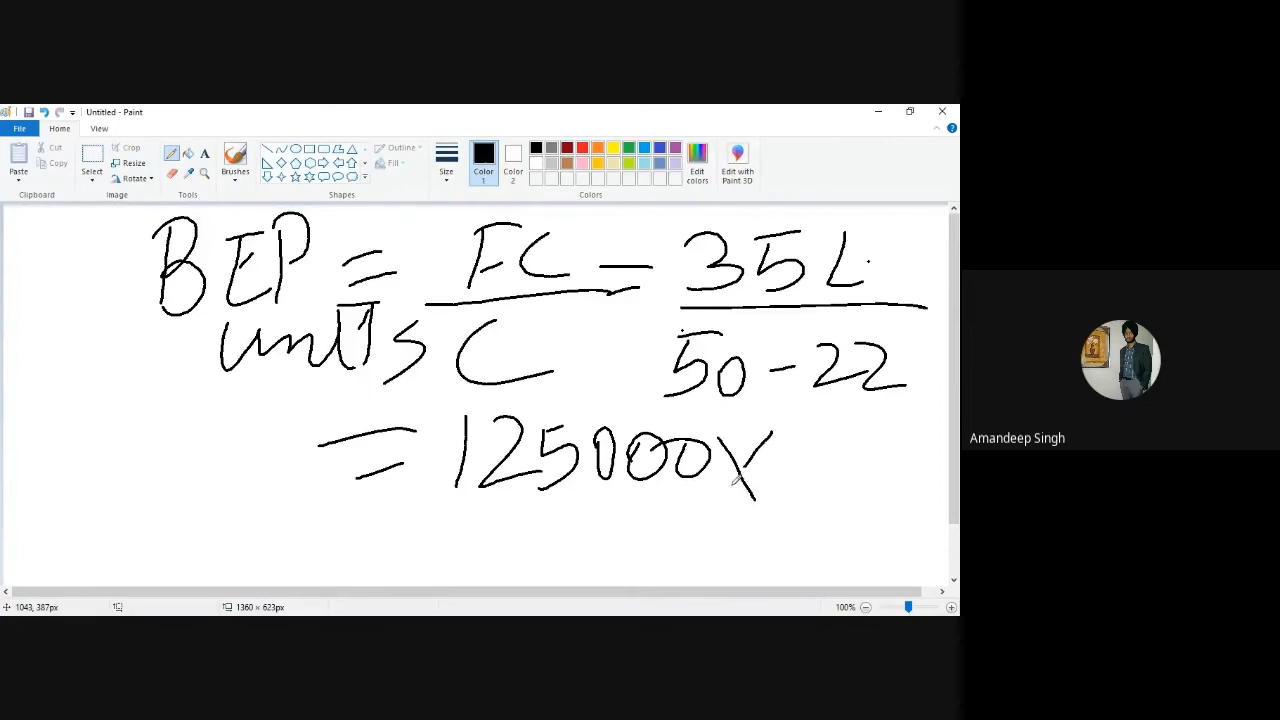 Untitled - Paint
File Home View
Paste
Cut
Copy
Clipboard
Select
Crop
Resize
Rotate
Image
Tools
Brushes
Shapes
Outline
Fill
Size
Color 1
Color 2
Edit colors
Colors
Edit with Paint 3D
BEP = FC = 35L
units C 50-22
= 125000X
1043, 387px
1360 × 623px
100%
Amandeep Singh